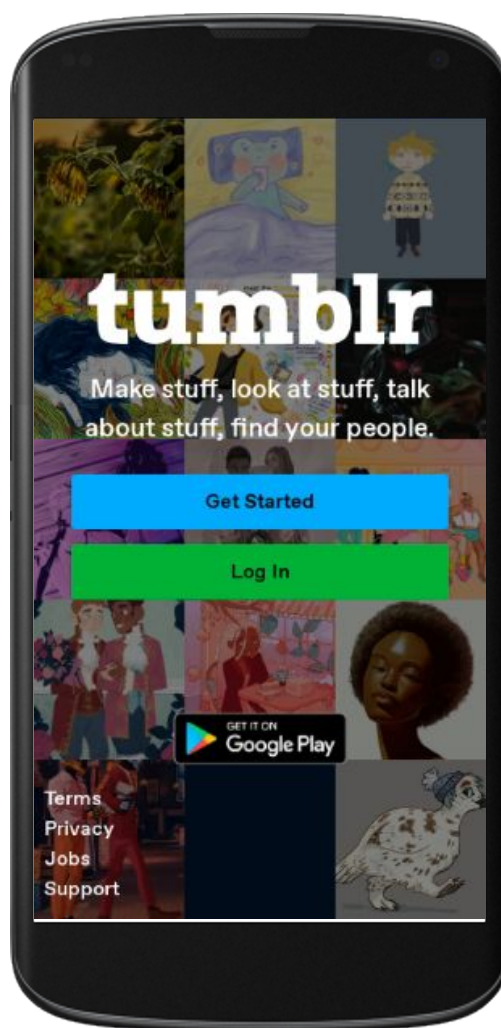 tumblr
Make stuff, look at stuff, talk
about stuff, find your people.
Get Started
Log In
GET IT ON
Google Play
Terms
Privacy
Jobs
Support